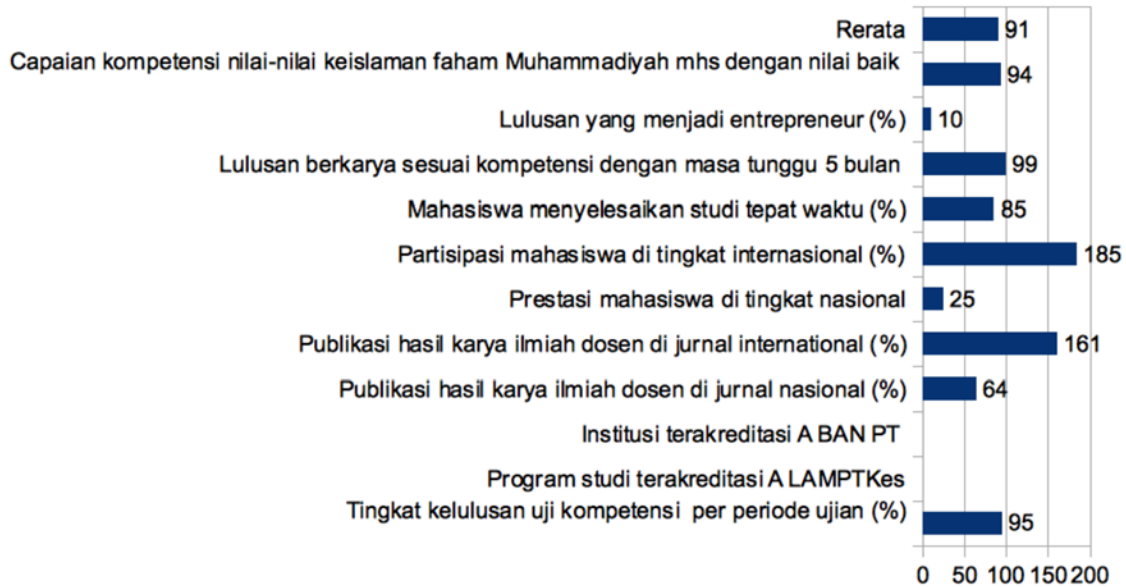 Rerata 91
Capaian kompetensi nilai-nilai keislaman faham Muhammadiyah mhs dengan nilai baik 94
Lulusan yang menjadi entrepreneur (%) 10
Lulusan berkarya sesuai kompetensi dengan masa tunggu 5 bulan 99
Mahasiswa menyelesaikan studi tepat waktu (%) 85
Partisipasi mahasiswa di tingkat internasional (%) 185
Prestasi mahasiswa di tingkat nasional 25
Publikasi hasil karya ilmiah dosen di jurnal international (%) 161
Publikasi hasil karya ilmiah dosen di jurnal nasional (%) 64
Institusi terakreditasi A BAN PT
Program studi terakreditasi A LAMPTKes
Tingkat kelulusan uji kompetensi per periode ujian (%) 95
0 50 100 150 200